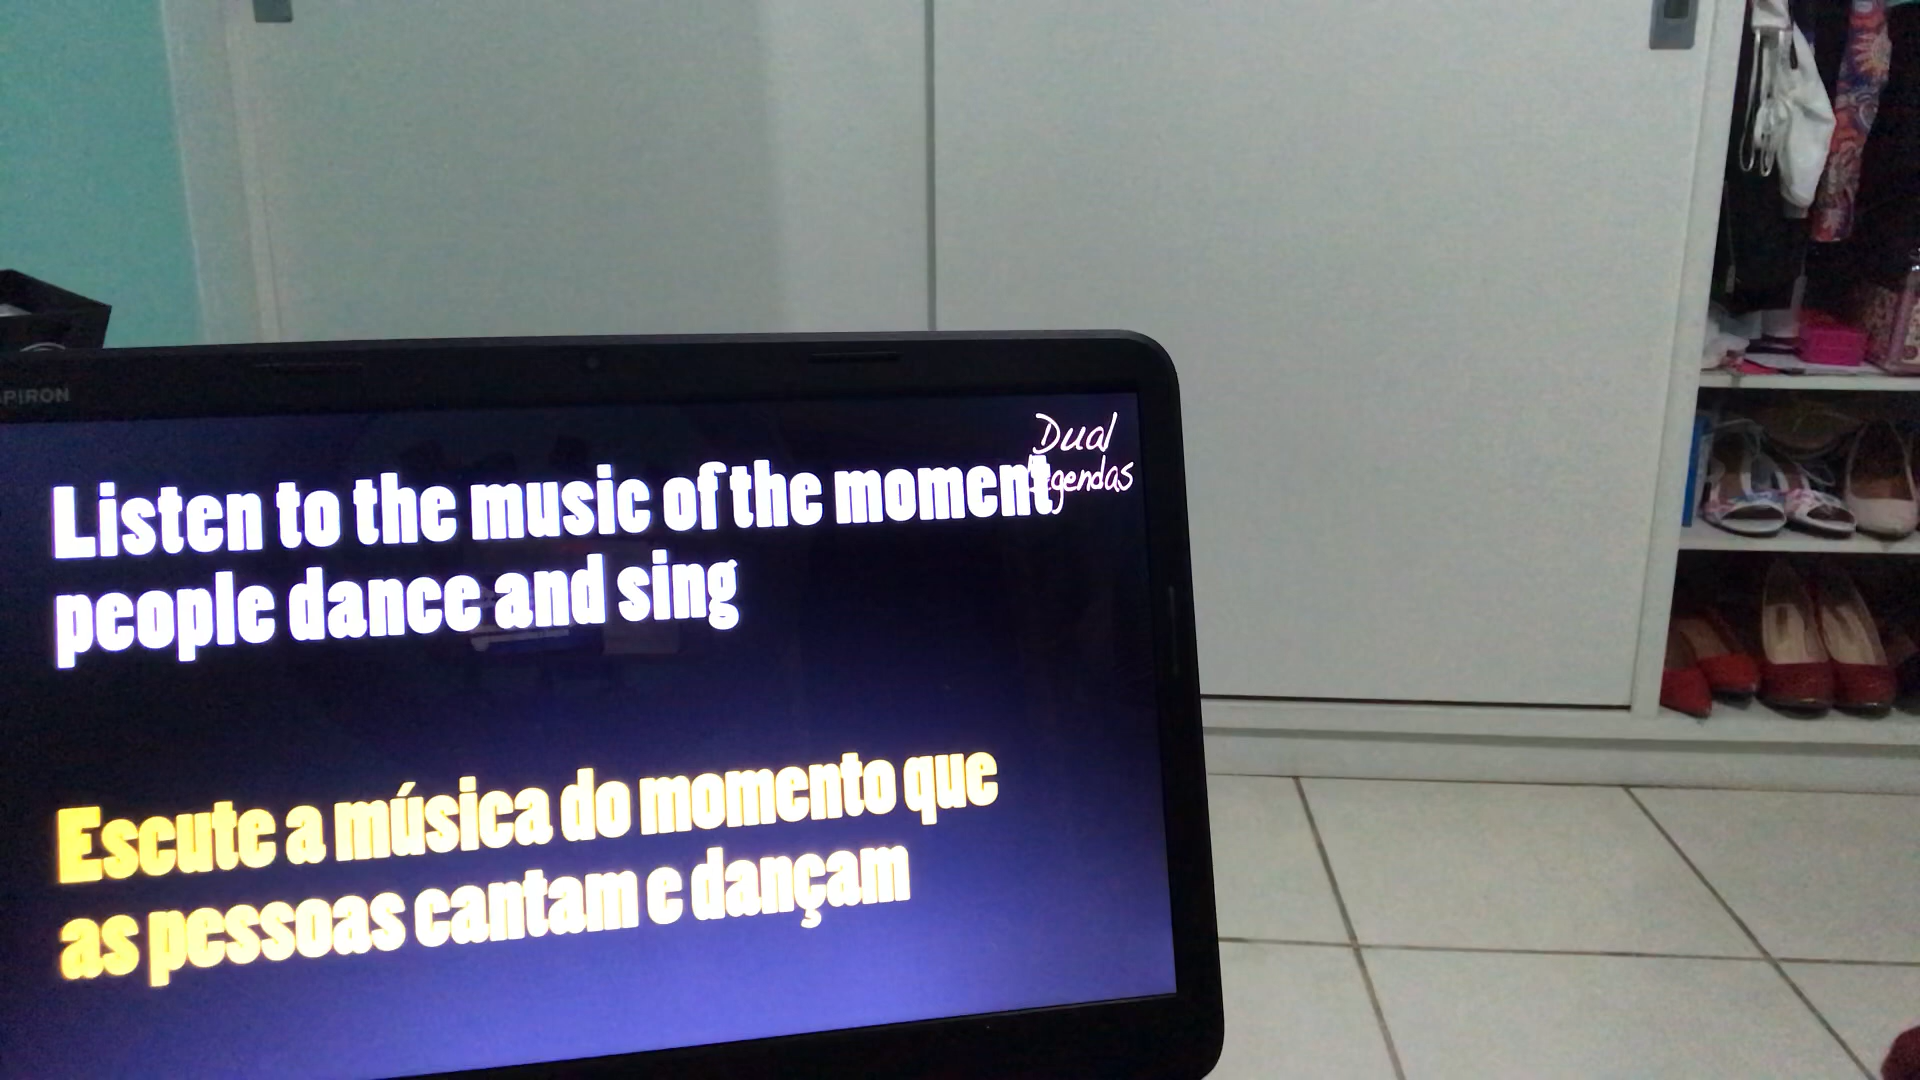 Dual
Legendas
Listen to the music of the moment
people dance and sing
Escute a música do momento que
as pessoas cantam e dançam